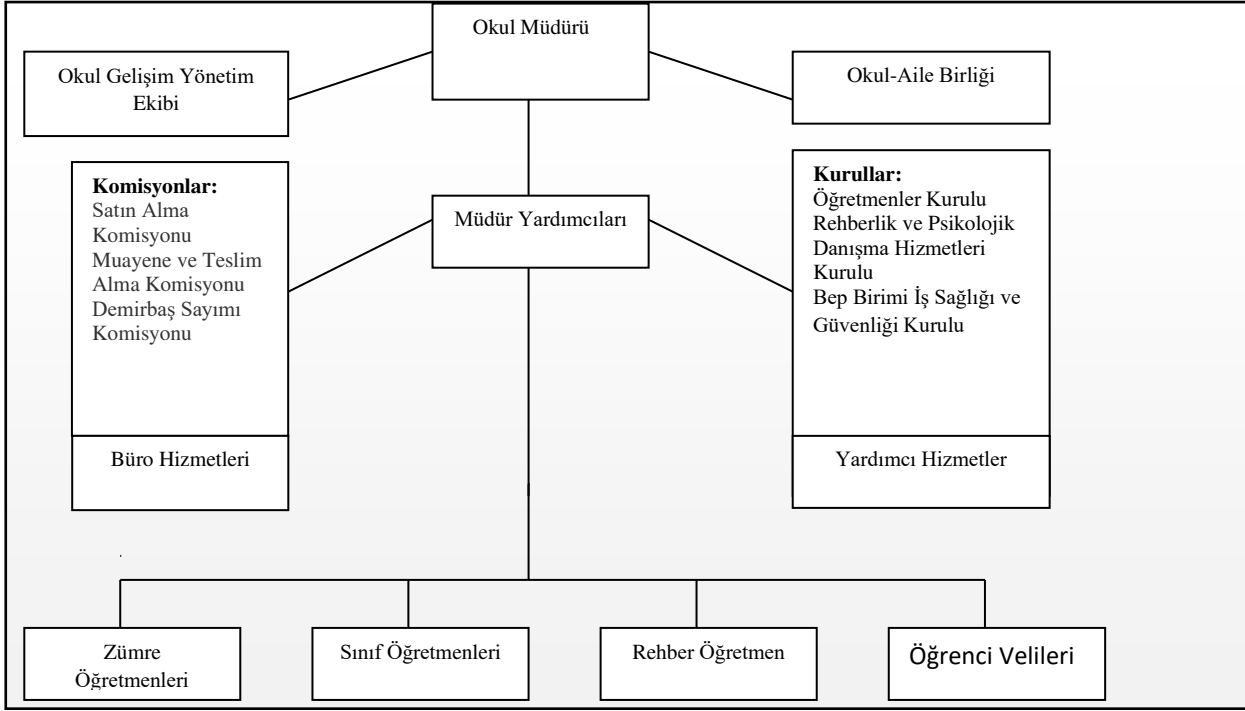 Okul Müdürü
Okul Gelişim Yönetim
Ekibi
Okul-Aile Birliği
Komisyonlar:
Satın Alma
Komisyonu
Muayene ve Teslim
Alma Komisyonu
Demirbaş Sayımı
Komisyonu
Müdür Yardımcıları
Kurullar:
Öğretmenler Kurulu
Rehberlik ve Psikolojik
Danışma Hizmetleri
Kurulu
Bep Birimi İş Sağlığı ve
Güvenliği Kurulu
Büro Hizmetleri
Yardımcı Hizmetler
Zümre
Öğretmenleri
Sınıf Öğretmenleri
Rehber Öğretmen
Öğrenci Velileri